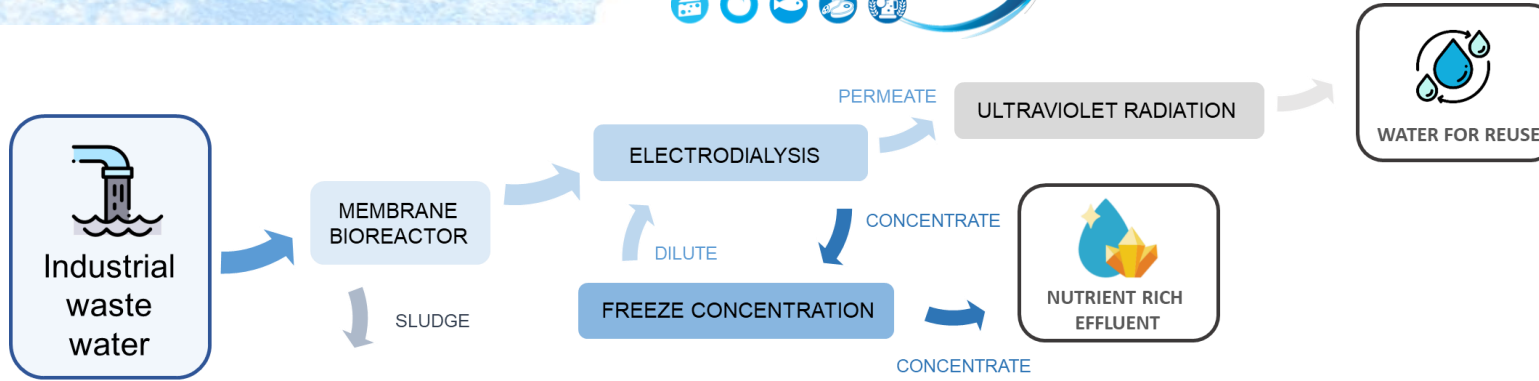 Industrial
waste
water
MEMBRANE
BIOREACTOR
SLUDGE
ELECTRODIALYSIS
DILUTE
CONCENTRATE
FREEZE CONCENTRATION
CONCENTRATE
PERMEATE
ULTRAVIOLET RADIATION
WATER FOR REUSE
NUTRIENT RICH
EFFLUENT